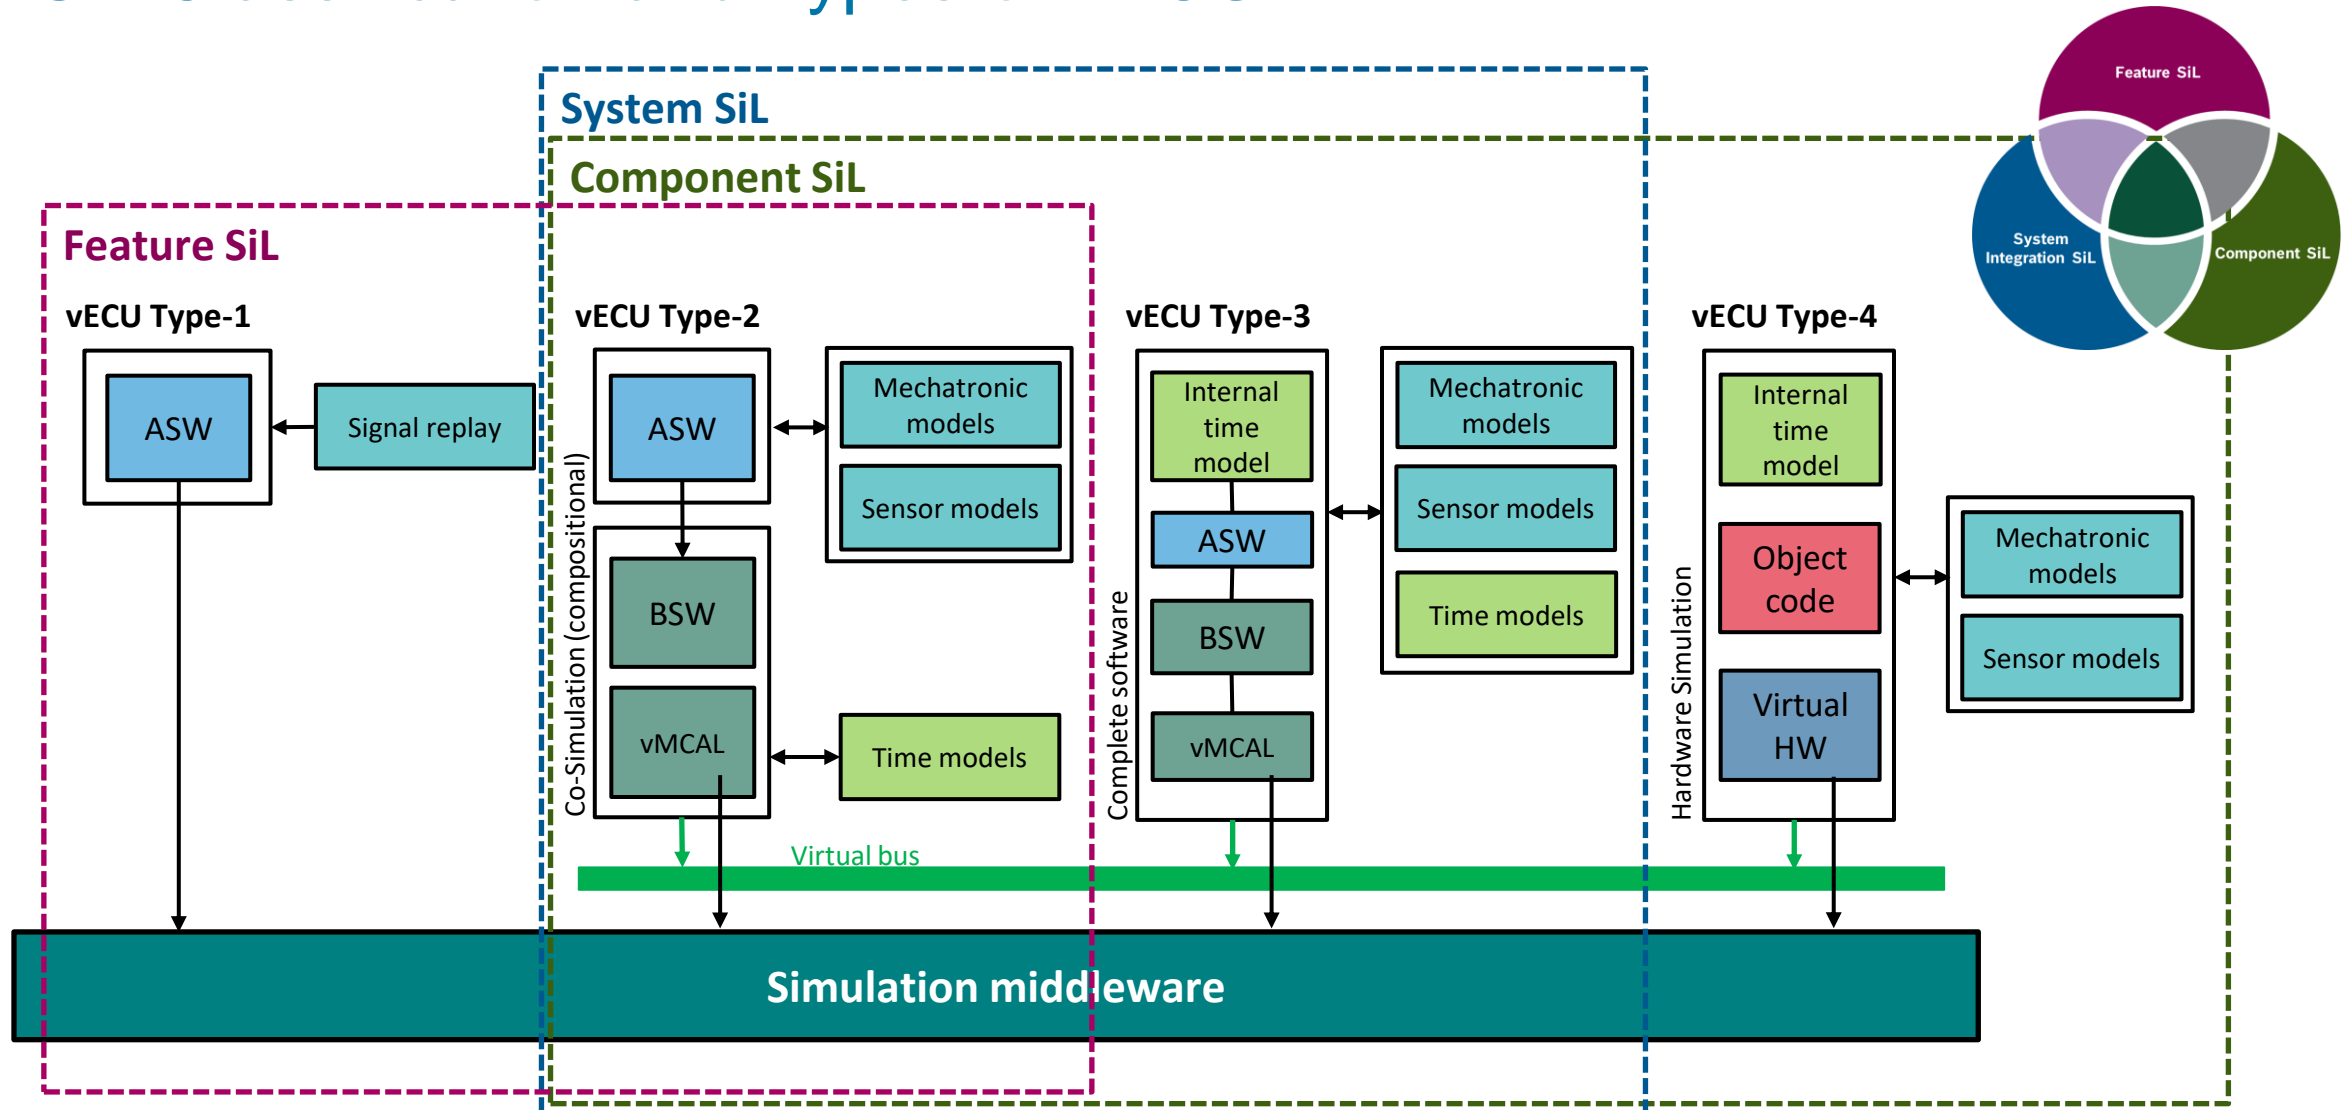 Feature SiL
System
Integration SiL
Component SiL
System SiL
Component SiL
Feature SiL
vECU Type-1
ASW
Signal replay
vECU Type-2
Co-Simulation (compositional)
ASW
BSW
vMCAL
Mechatronic
models
Sensor models
Time models
vECU Type-3
Complete software
Internal
time
model
ASW
BSW
vMCAL
Mechatronic
models
Sensor models
Time models
vECU Type-4
Hardware Simulation
Internal
time
model
Object
code
Virtual
HW
Mechatronic
models
Sensor models
Virtual bus
Simulation middleware